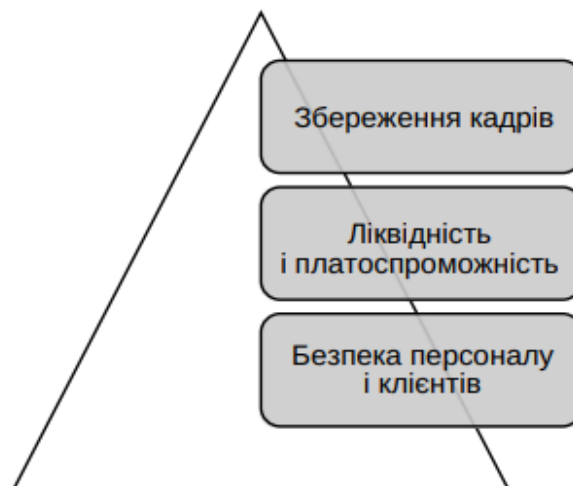 Збереження кадрів
Ліквідність
і платоспроможність
Безпека персоналу
і клієнтів